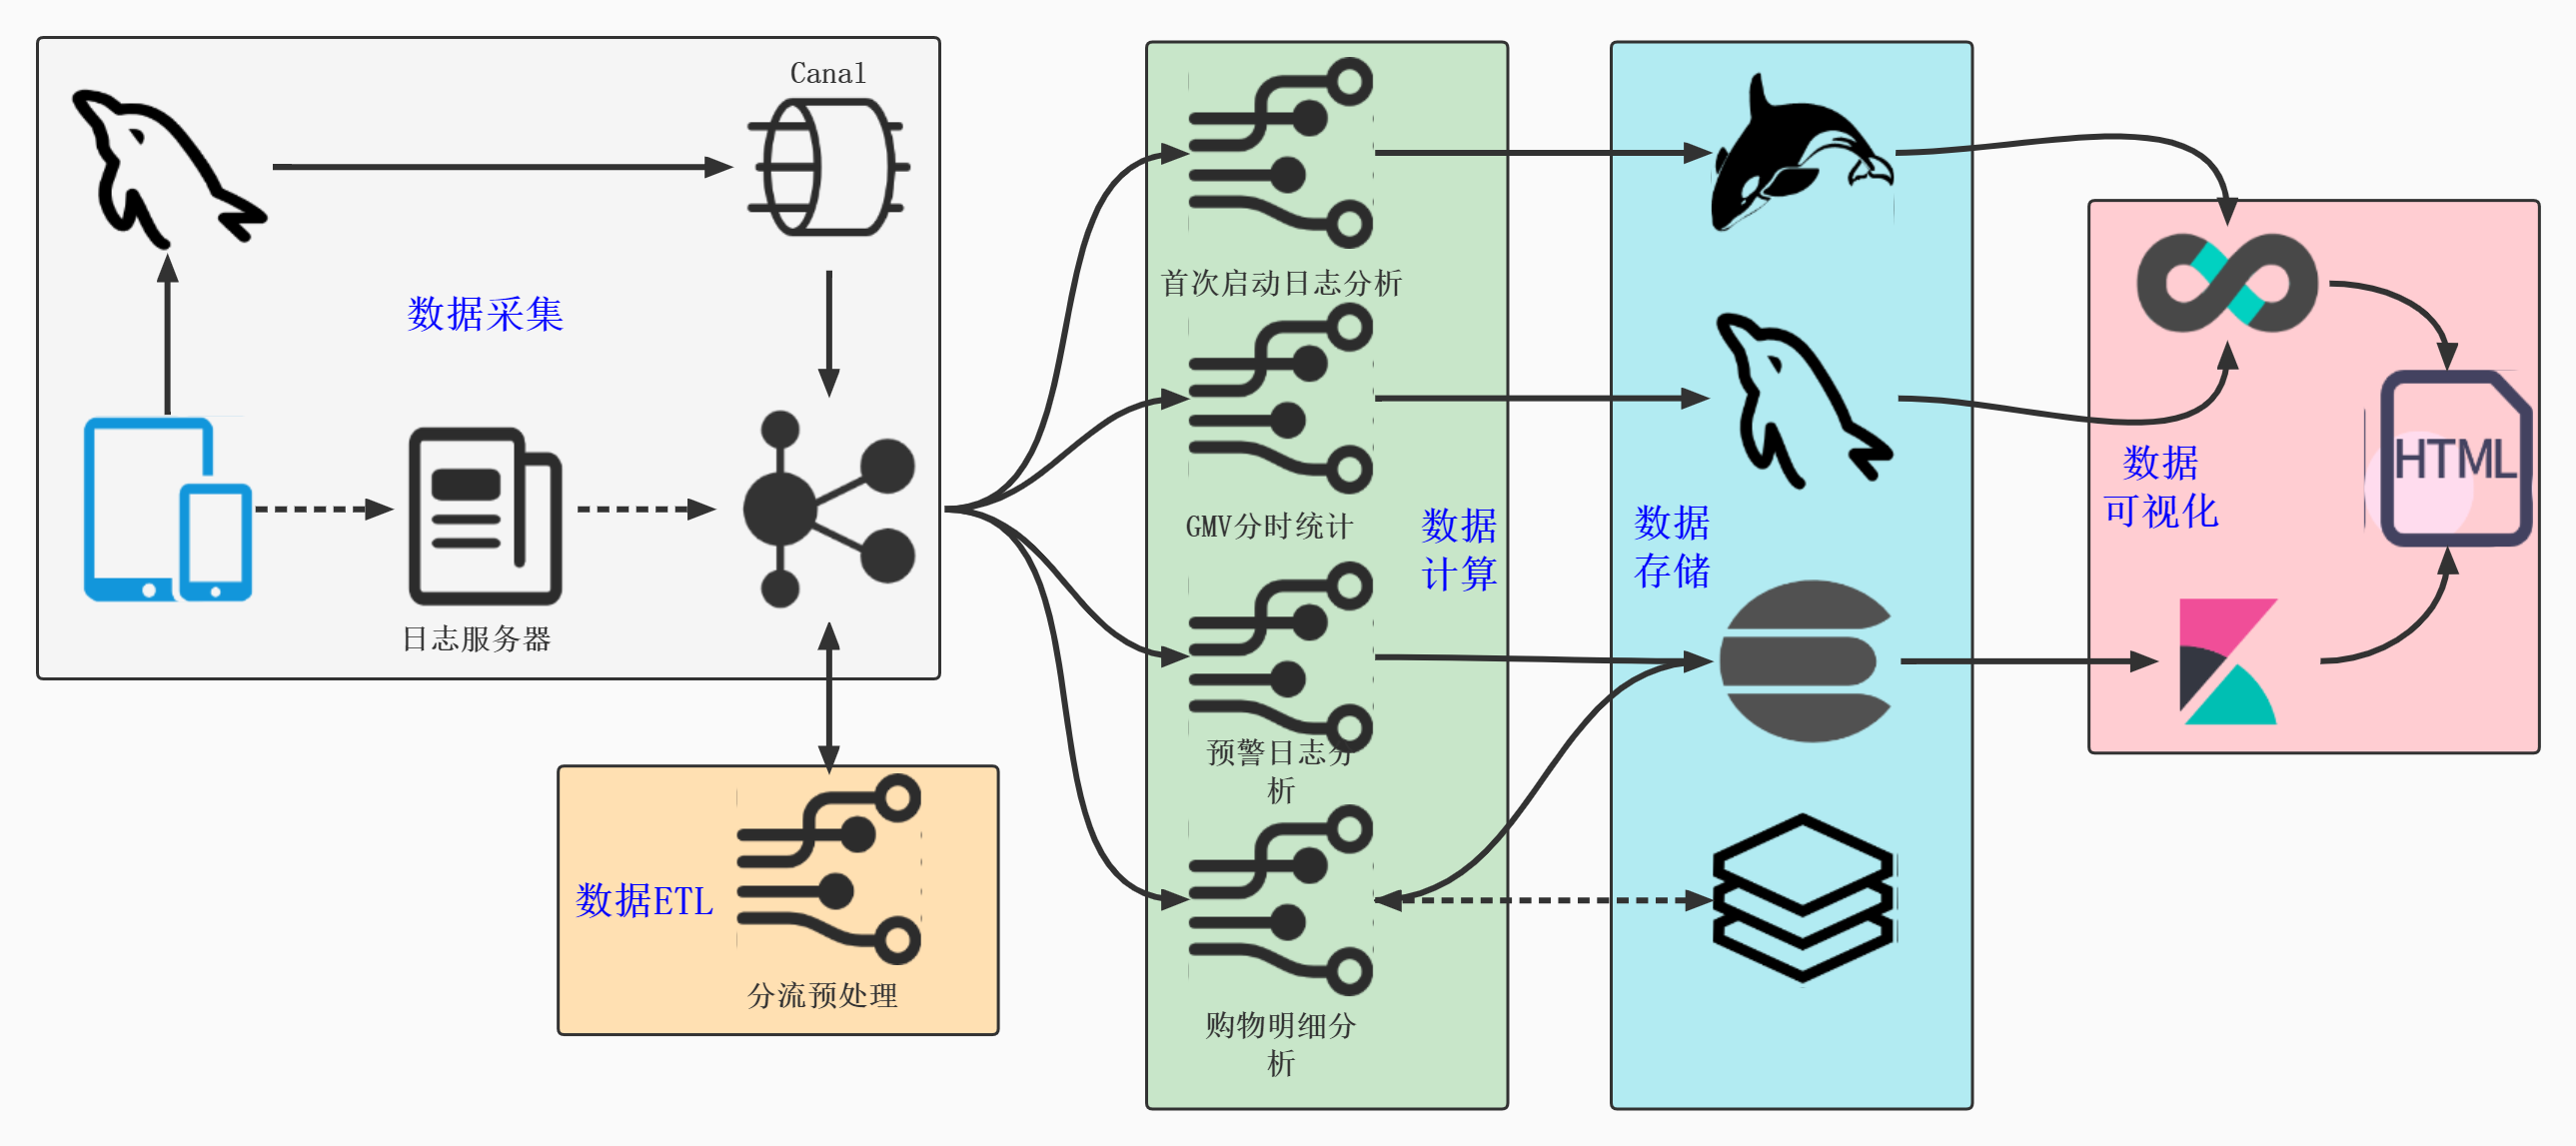 Canal
数据采集
日志服务器
数据ETL
分流预处理
首次启动日志分析
GMV分时统计
数据
计算
预警日志分
析
购物明细分
析
数据
存储
数据
可视化
HTML